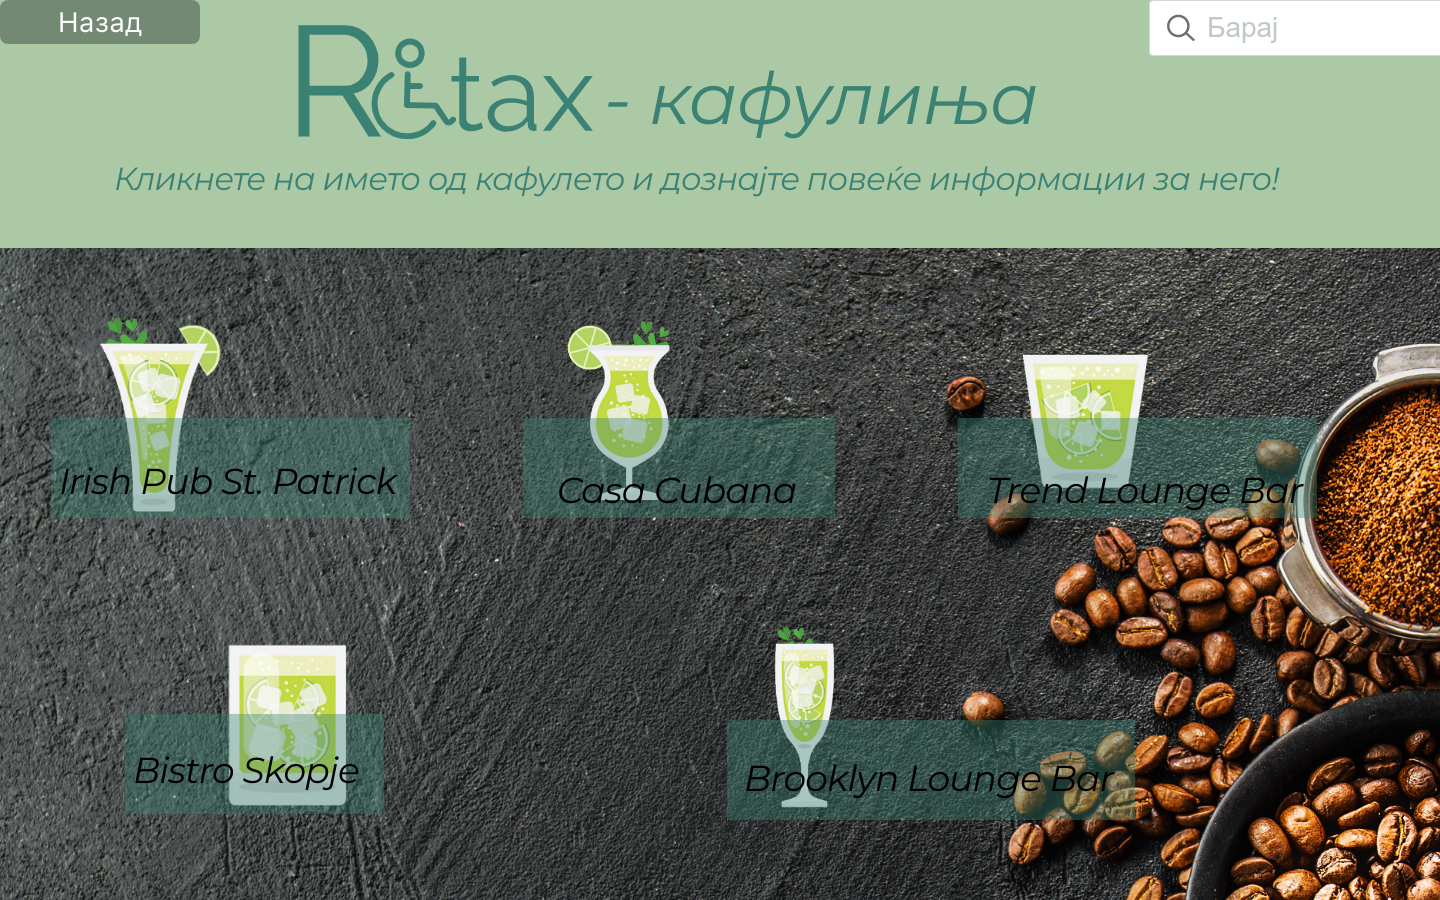 Назад
Барај
Ritax - кафулиња
Кликнете на името од кафулето и дознајте повеќе информации за него!
Irish Pub St. Patrick
Casa Cubana
Trend Lounge Bar
Bistro Skopje
Brooklyn Lounge Bar